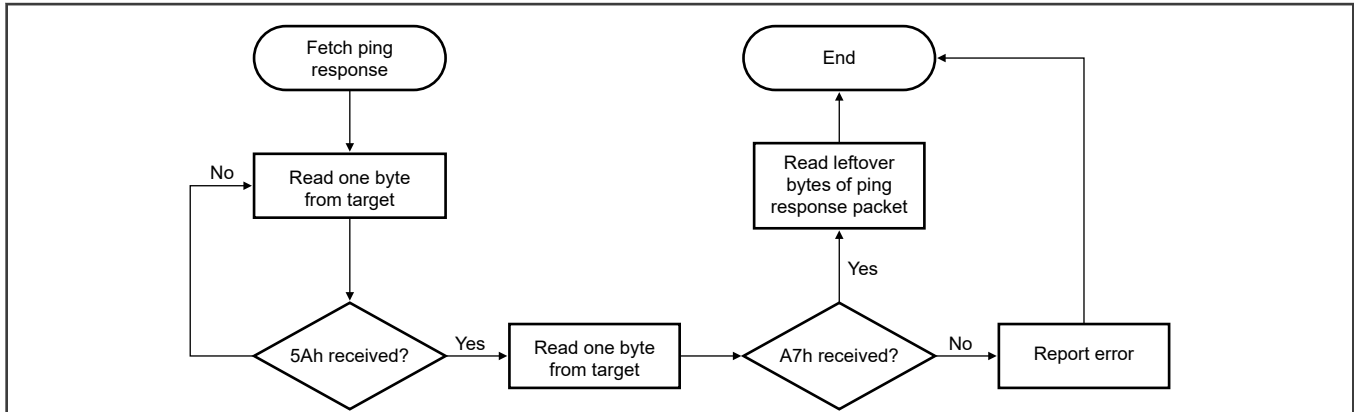 Fetch ping
response
No
Read one byte
from target
5Ah received?
Yes
Read one byte
from target
A7h received?
Yes
No
Read leftover
bytes of ping
response packet
End
Report error